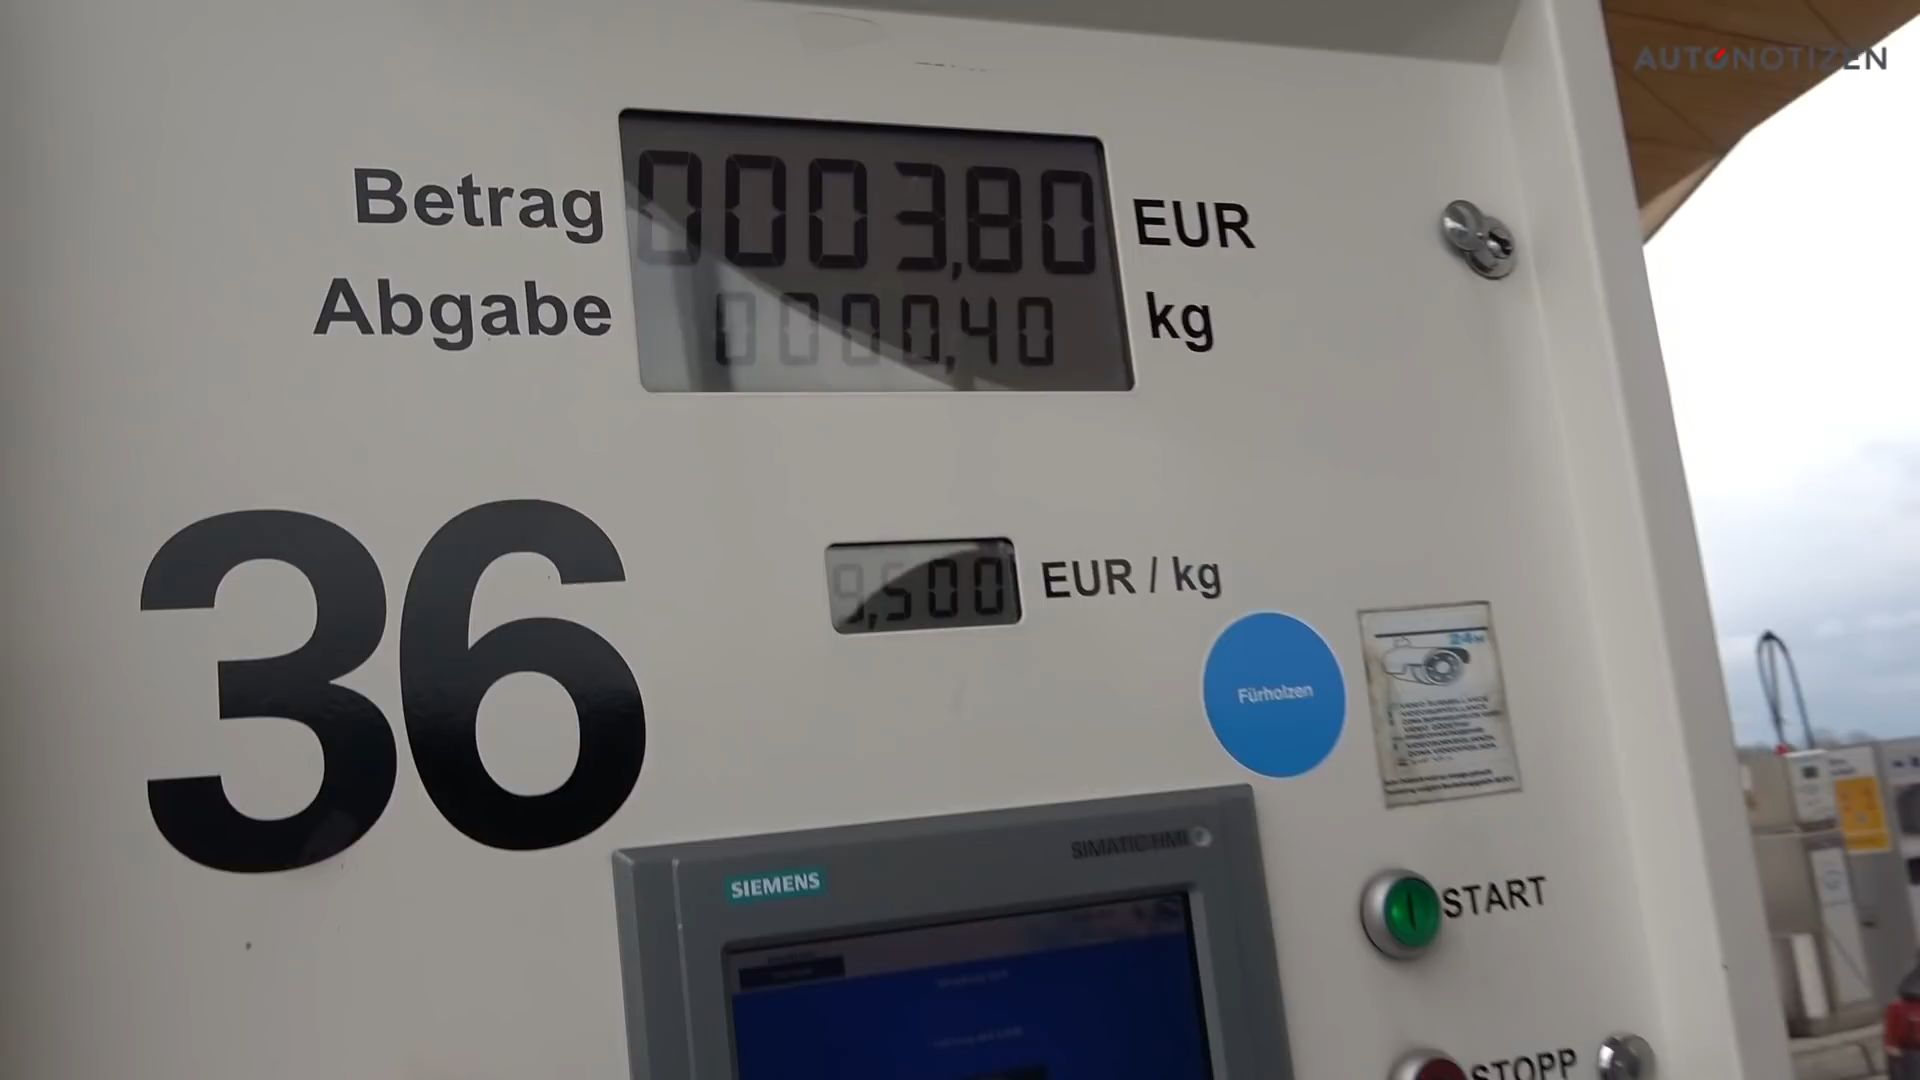 AUTONOTIZEN
Betrag 0003,80 EUR
Abgabe 0000,40 kg
36
9,500 EUR / kg
24H
Fürholzen
SIEMENS
SIMATIC HMI
START
STOPP